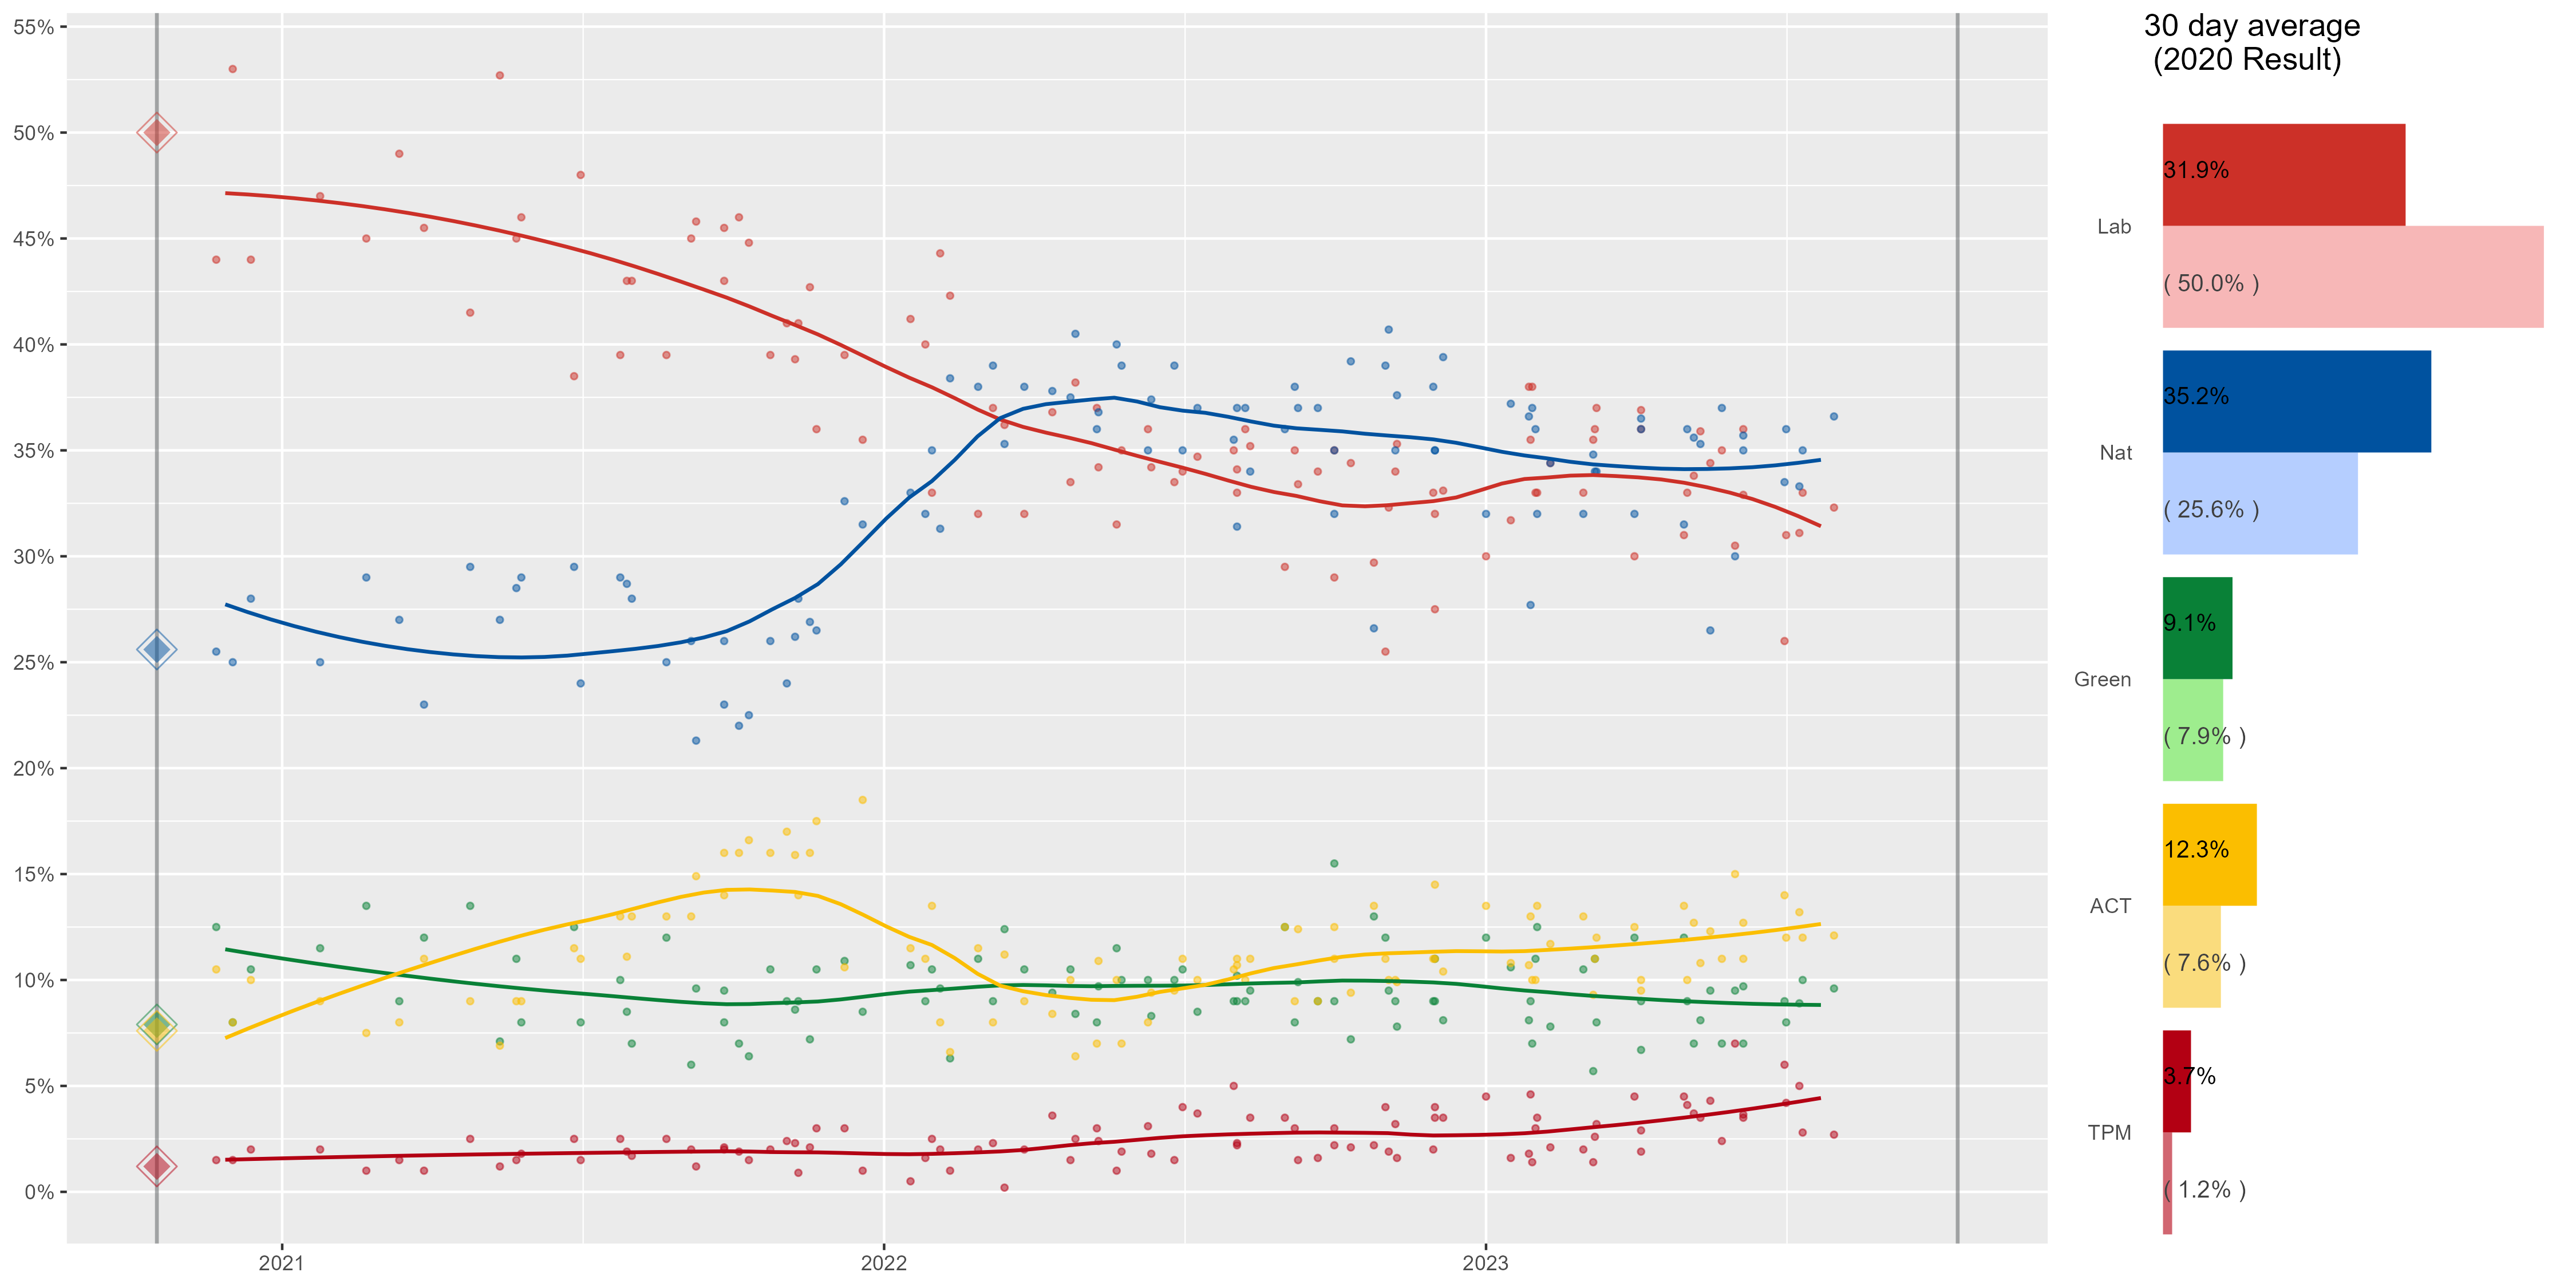 55%
50%
45%
40%
35%
30%
25%
20%
15%
10%
5%
0%
2021
2022
2023
30 day average
(2020 Result)
Lab
31.9%
( 50.0% )
Nat
35.2%
( 25.6% )
Green
9.1%
( 7.9% )
ACT
12.3%
( 7.6% )
TPM
3.7%
( 1.2% )